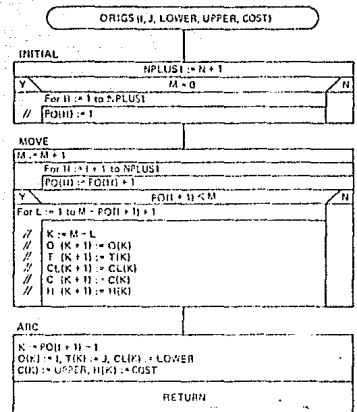 ORIGS (I, J, LOWER, UPPER, COST)
INITIAL
NPLUS1 := N + 1
Y M = 0 N
For II := 1 to NPLUS1
// PO(II) := 1
MOVE
M := M + 1
For II := I + 1 to NPLUS1
PO(II) := PO(II) + 1
Y PO(I + 1) < M N
For L := 1 to M - PO(I + 1) + 1
// K := M - L
// O (K + 1) := O(K)
// T (K + 1) := T(K)
// CL (K + 1) := CL(K)
// C (K + 1) := C(K)
// H (K + 1) := H(K)
ARC
K := PO(I + 1) - 1
O(K) := I, T(K) := J, CL(K) := LOWER
C(K) := UPPER, H(K) := COST
RETURN